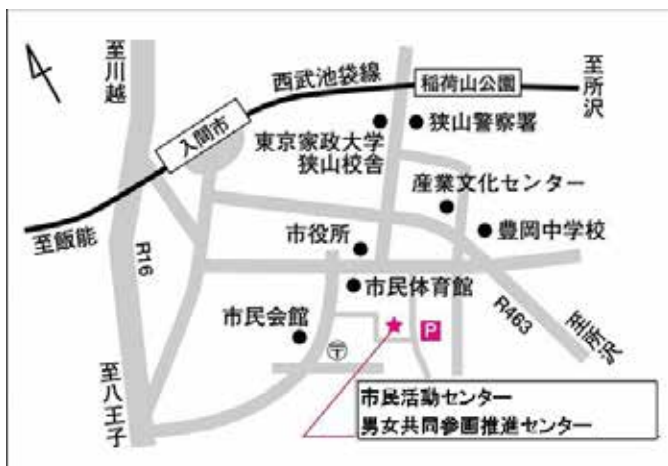 至川越
西武池袋線
稲荷山公園
至所沢
入間市
東京家政大学
狭山校舎
狭山警察署
産業文化センター
至飯能
R16
市役所
豊岡中学校
市民体育館
R463
至所沢
市民会館
〒
P
至八王子
市民活動センター
男女共同参画推進センター